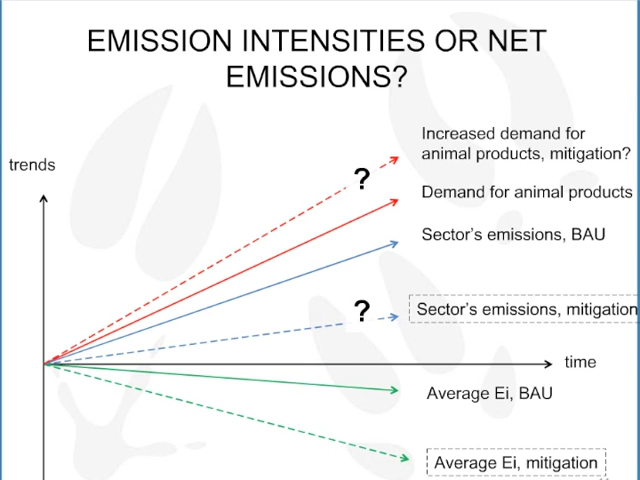 EMISSION INTENSITIES OR NET
EMISSIONS?
trends
Increased demand for
animal products, mitigation?
?
Demand for animal products
Sector's emissions, BAU
?
Sector's emissions, mitigation
time
Average Ei, BAU
Average Ei, mitigation